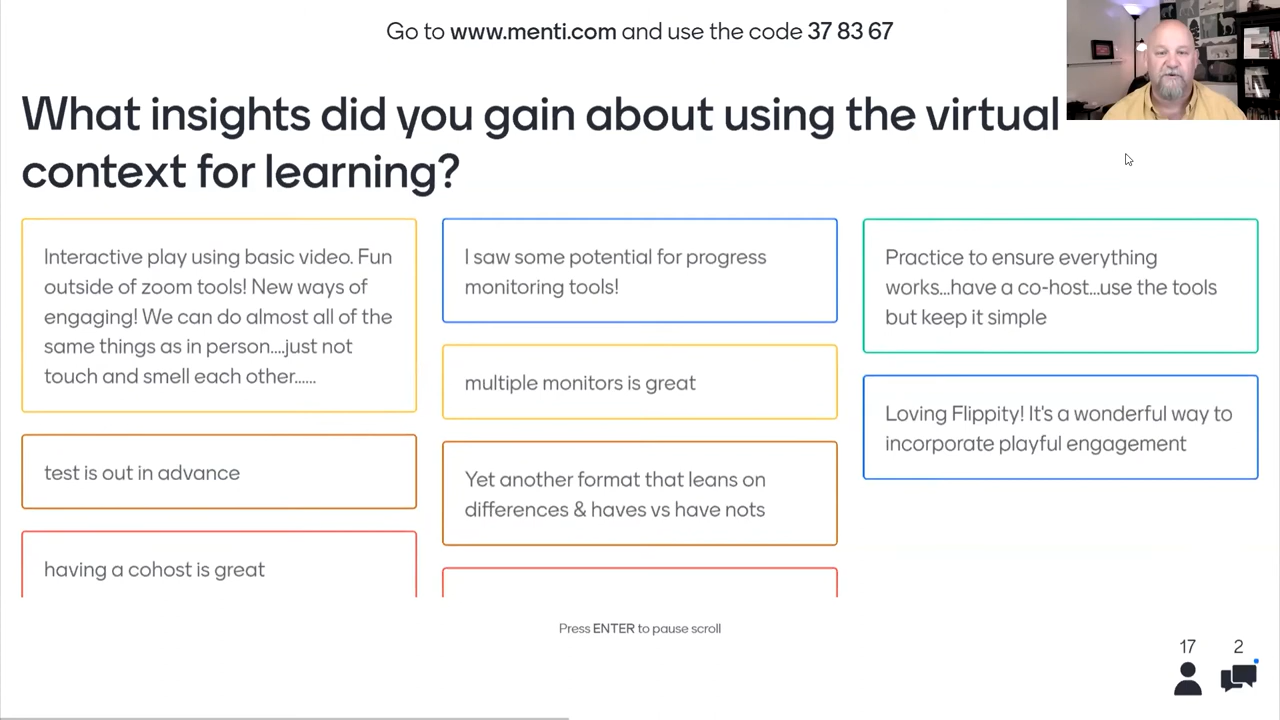 Go to www.menti.com and use the code 37 83 67
What insights did you gain about using the virtual
context for learning?
Interactive play using basic video. Fun
outside of zoom tools! New ways of
engaging! We can do almost all of the
same things as in person....just not
touch and smell each other......
test is out in advance
having a cohost is great
I saw some potential for progress
monitoring tools!
multiple monitors is great
Yet another format that leans on
differences & haves vs have nots
Practice to ensure everything
works...have a co-host...use the tools
but keep it simple
Loving Flippity! It's a wonderful way to
incorporate playful engagement
Press ENTER to pause scroll
17
2